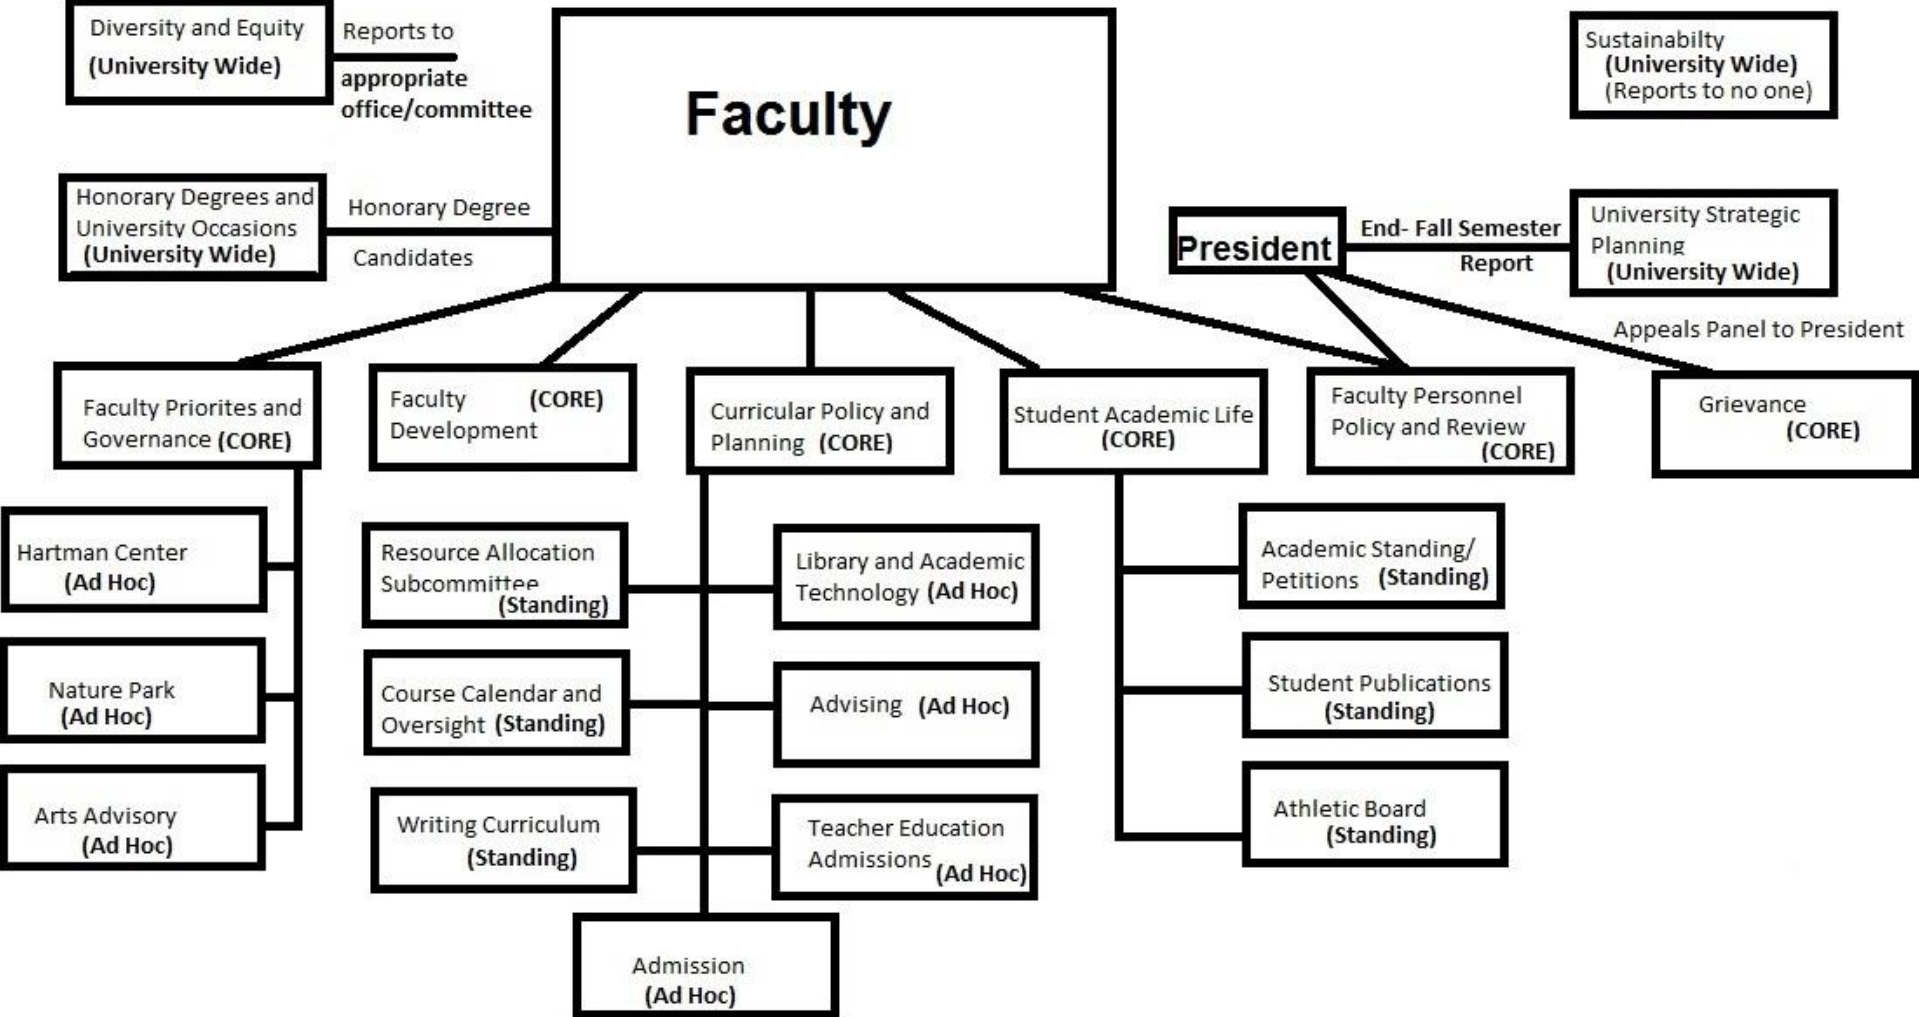 Diversity and Equity
(University Wide)
Reports to
appropriate
office/committee
Faculty
Sustainabilty
(University Wide)
(Reports to no one)
Honorary Degrees and
University Occasions
(University Wide)
Honorary Degree
Candidates
President
End- Fall Semester
Report
University Strategic
Planning
(University Wide)
Appeals Panel to President
Faculty Priorites and
Governance (CORE)
Faculty (CORE)
Development
Curricular Policy and
Planning (CORE)
Student Academic Life
(CORE)
Faculty Personnel
Policy and Review
(CORE)
Grievance
(CORE)
Hartman Center
(Ad Hoc)
Nature Park
(Ad Hoc)
Arts Advisory
(Ad Hoc)
Resource Allocation
Subcommittee
(Standing)
Library and Academic
Technology (Ad Hoc)
Course Calendar and
Oversight (Standing)
Advising (Ad Hoc)
Writing Curriculum
(Standing)
Teacher Education
Admissions (Ad Hoc)
Admission
(Ad Hoc)
Academic Standing/
Petitions (Standing)
Student Publications
(Standing)
Athletic Board
(Standing)